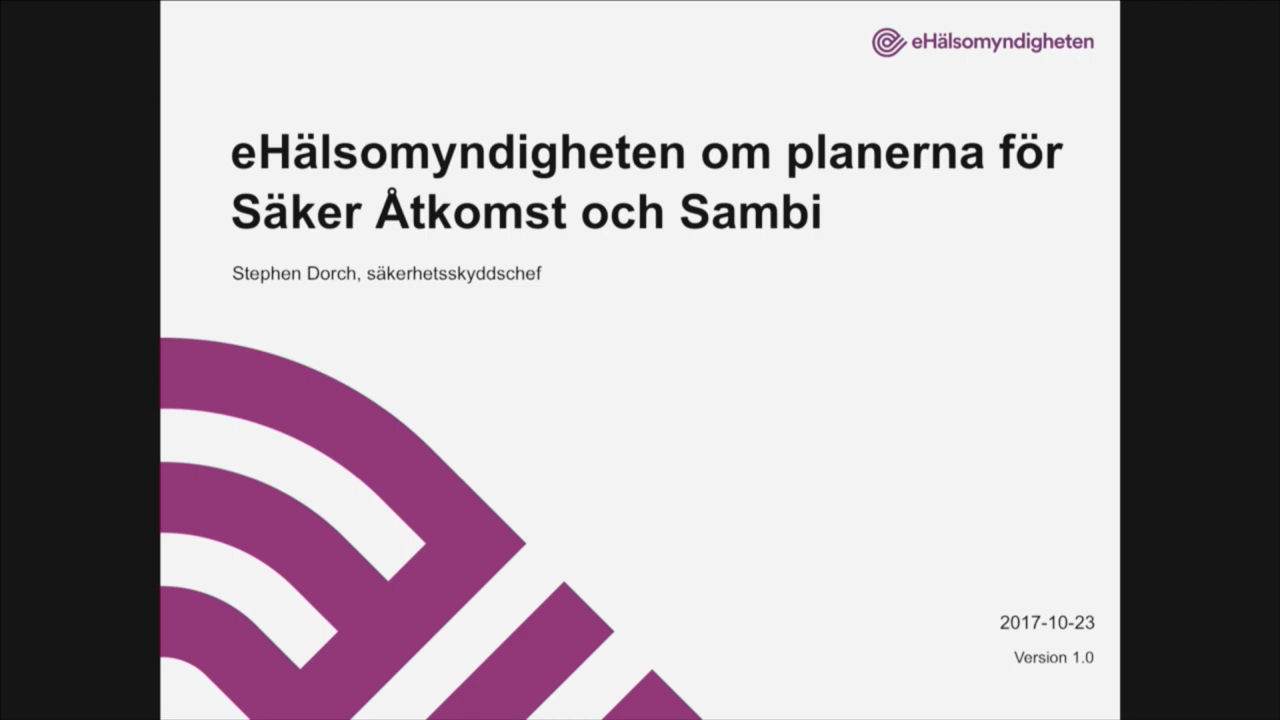 eHälsomyndigheten
eHälsomyndigheten om planerna för
Säker Åtkomst och Sambi
Stephen Dorch, säkerhetsskyddschef
2017-10-23
Version 1.0